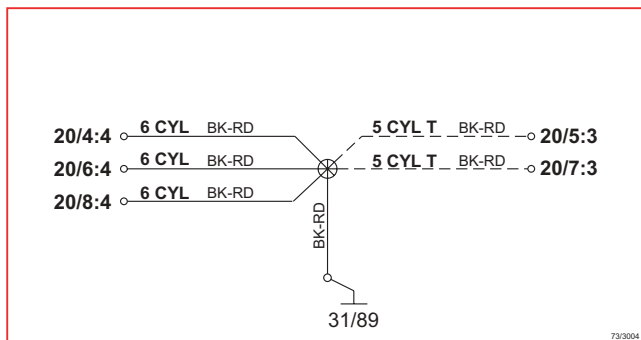 20/4:4 6 CYL BK-RD 5 CYL T BK-RD 20/5:3
20/6:4 6 CYL BK-RD 5 CYL T BK-RD 20/7:3
20/8:4 6 CYL BK-RD
BK-RD
31/89
73/3004